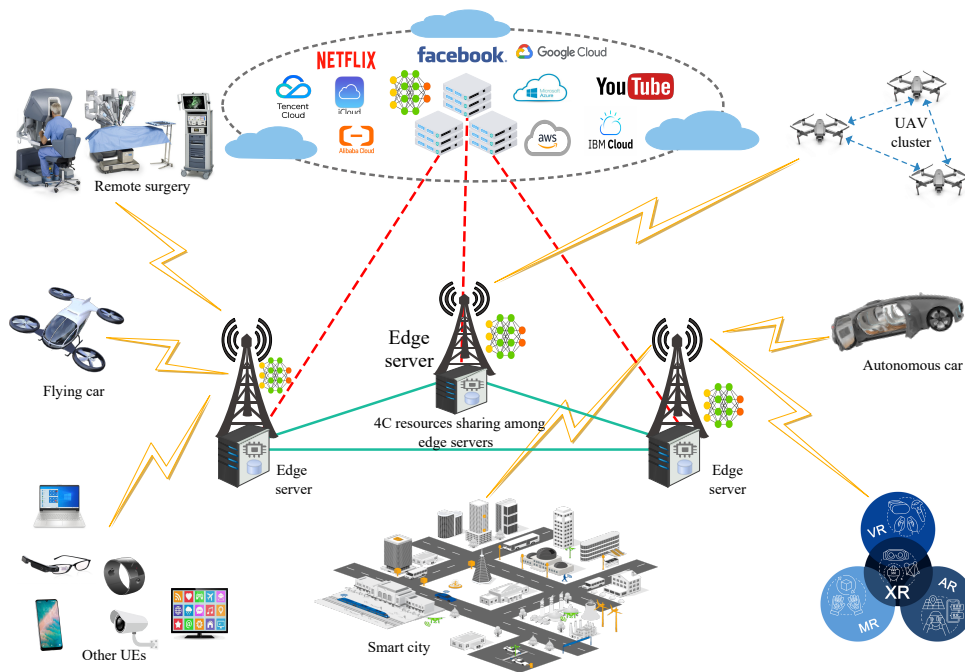 NETFLIX
facebook.
Google Cloud
Tencent
Cloud
iCloud
Microsoft
Azure
YouTube
Alibaba Cloud
aws
IBM Cloud
UAV
cluster
Remote surgery
Edge
server
Flying car
Autonomous car
4C resources sharing among
edge servers
Edge
server
Edge
server
VR
XR
AR
MR
Smart city
Other UEs